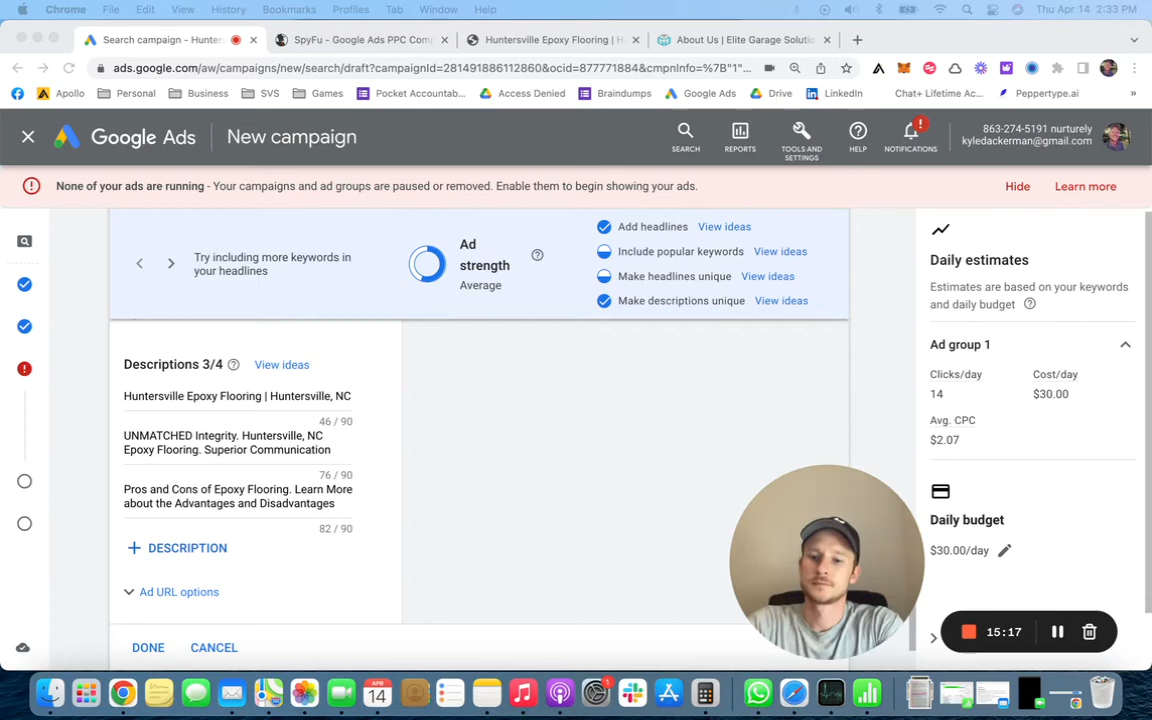 Chrome File Edit View History Bookmarks Profiles Tab Window Help Thu Apr 14 2:33 PM
Search campaign - Hunter SpyFu - Google Ads PPC Com Huntersville Epoxy Flooring | H About Us | Elite Garage Solutio
ads.google.com/aw/campaigns/new/search/draft?campaignId=281491886112860&ocid=877771884&cmpnInfo=%7B"1"...
Apollo Personal Business SVS Games Pocket Accounta... Access Denied Braindumps Google Ads Drive LinkedIn Chat+ Lifetime Ac... Peppertype.ai »
Google Ads New campaign
SEARCH REPORTS TOOLS AND SETTINGS HELP NOTIFICATIONS
863-274-5191 nurturely
kyledackerman@gmail.com
None of your ads are running - Your campaigns and ad groups are paused or removed. Enable them to begin showing your ads. Hide Learn more
Try including more keywords in
your headlines
Ad
strength
Average
Add headlines View ideas
Include popular keywords View ideas
Make headlines unique View ideas
Make descriptions unique View ideas
Descriptions 3/4 View ideas
Huntersville Epoxy Flooring | Huntersville, NC
46 / 90
UNMATCHED Integrity. Huntersville, NC
Epoxy Flooring. Superior Communication
76 / 90
Pros and Cons of Epoxy Flooring. Learn More
about the Advantages and Disadvantages
82 / 90
+ DESCRIPTION
Ad URL options
DONE CANCEL
Daily estimates
Estimates are based on your keywords
and daily budget
Ad group 1
Clicks/day Cost/day
14 $30.00
Avg. CPC
$2.07
Daily budget
$30.00/day
15:17
APR
14
1